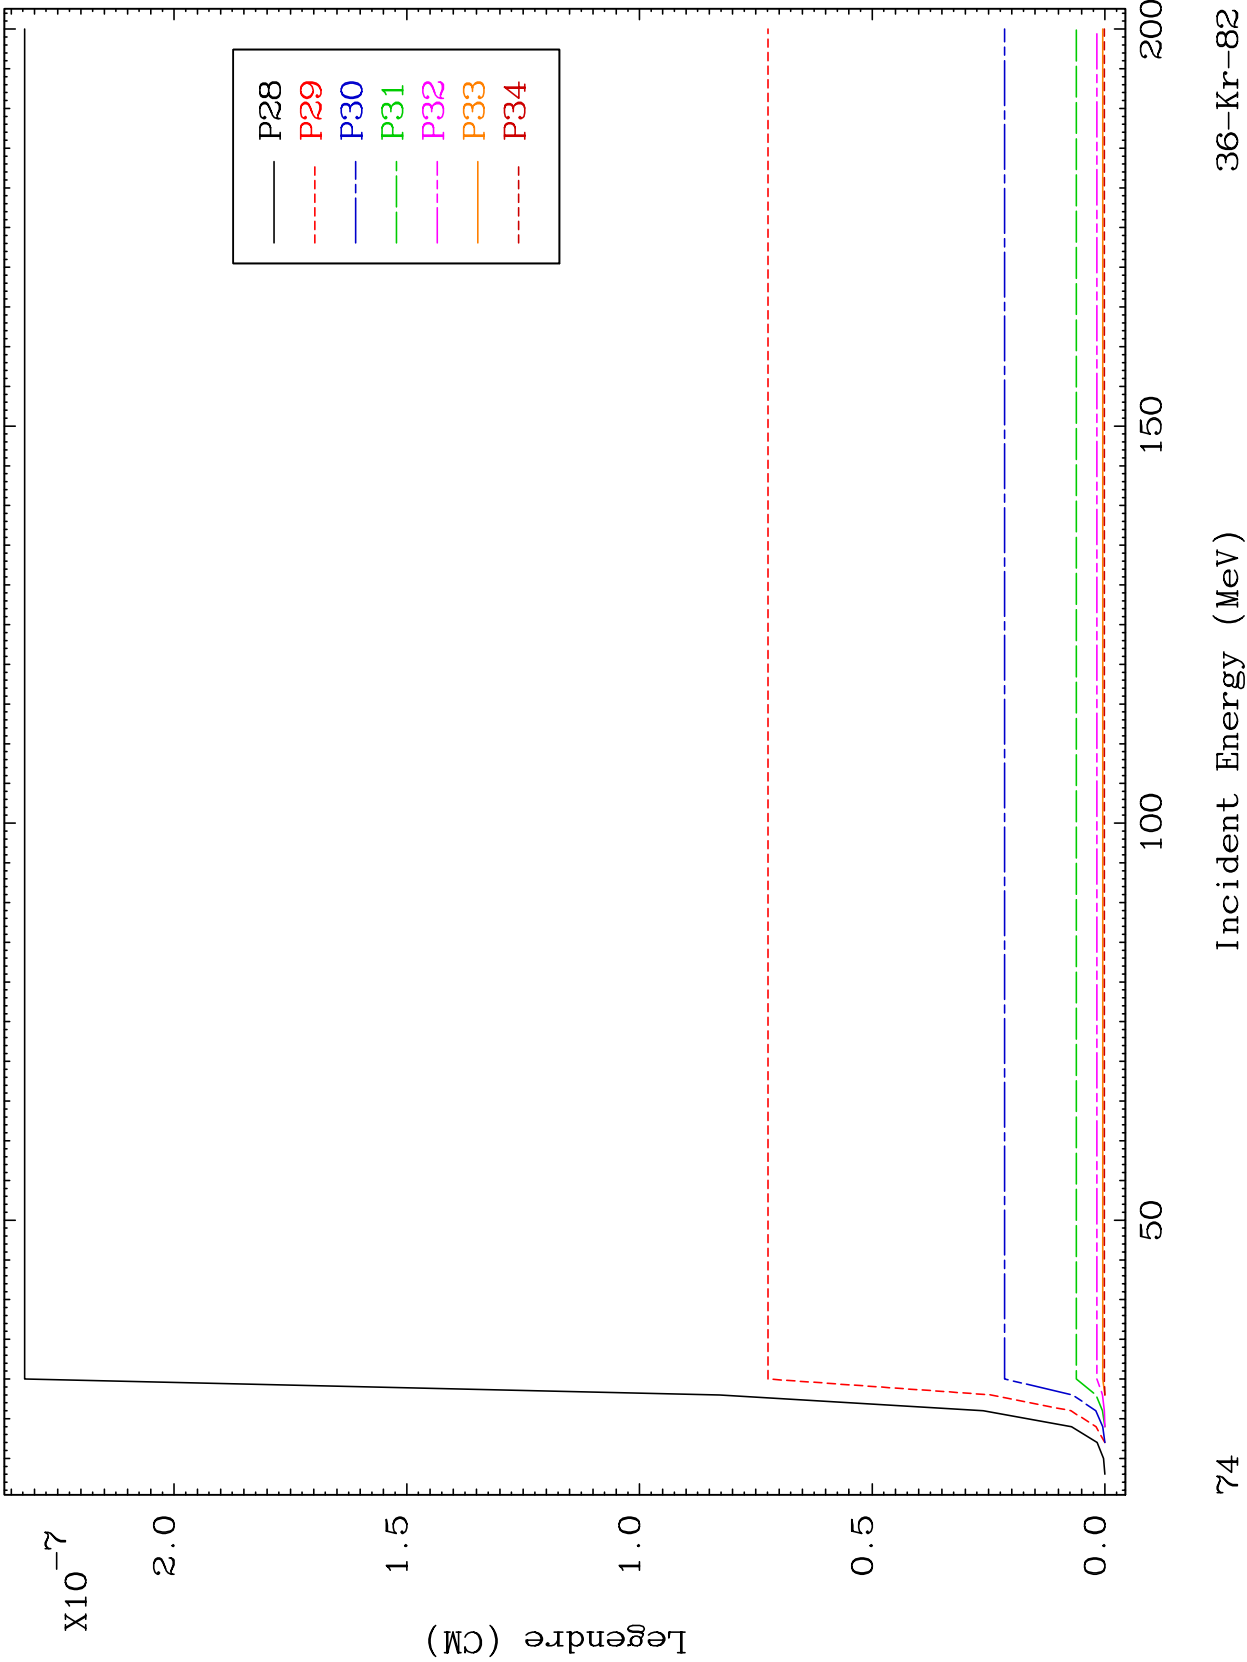 X10-7
2.0
1.5
1.0
0.5
0.0
Legendre (CM)
P28
P29
P30
P31
P32
P33
P34
50
100
150
200
Incident Energy (MeV)
74
36-Kr-82